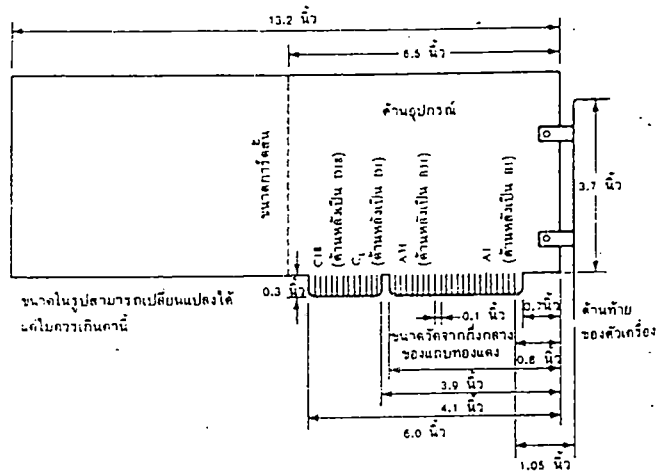 13.2 นิ้ว
6.5 นิ้ว
ด้านอุปกรณ์
ขนาดการ์ดสั้น
C18
(ด้านหลังเป็น D18)
C1
(ด้านหลังเป็น D1)
A31
(ด้านหลังเป็น B31)
A1
(ด้านหลังเป็น B1)
3.7 นิ้ว
0.3 นิ้ว
ขนาดในรูปสามารถเปลี่ยนแปลงได้
แต่ไม่ควรเกินค่านี้
0.1 นิ้ว
0.7 นิ้ว
ขนาดวัดจากกึ่งกลาง
ของแถบทองแดง
ด้านท้าย
ของตัวเครื่อง
0.8 นิ้ว
3.9 นิ้ว
4.1 นิ้ว
6.0 นิ้ว
1.05 นิ้ว